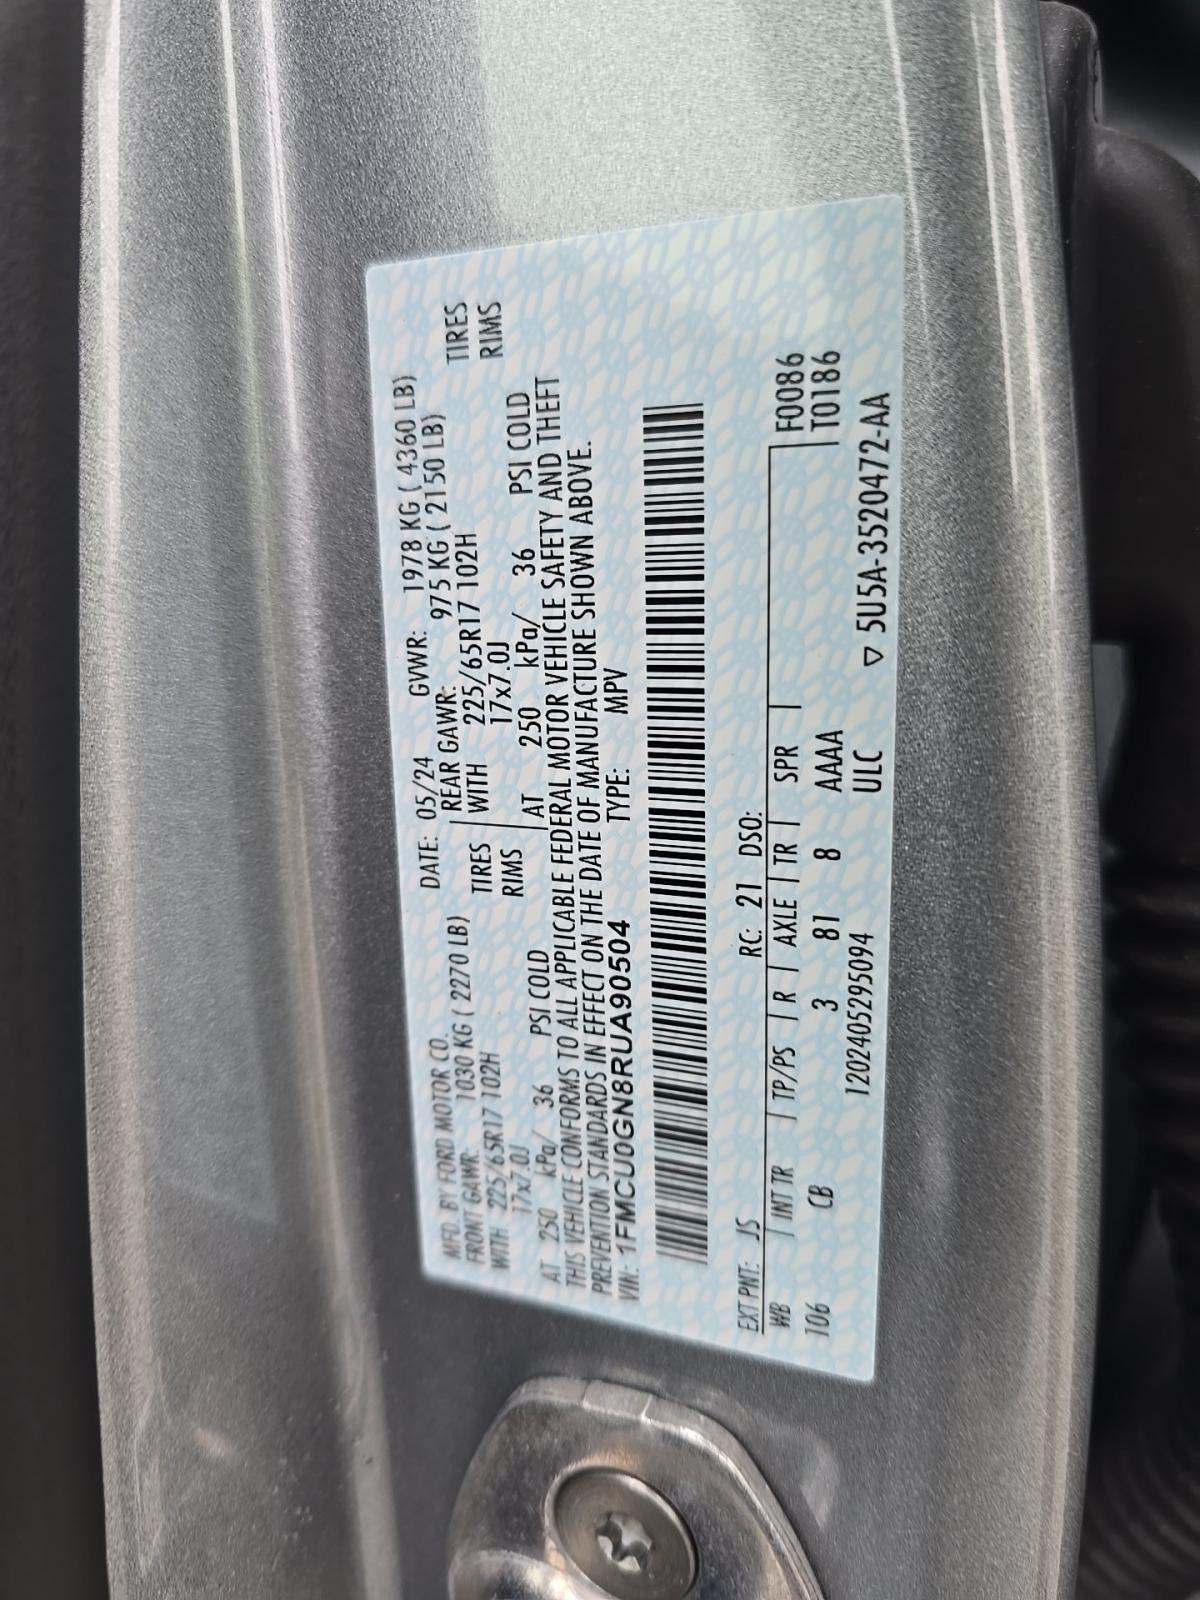 MFD. BY FORD MOTOR CO. DATE: 05/24 GVWR: 1978 KG ( 4360 LB)
FRONT GAWR: 1030 KG ( 2270 LB) REAR GAWR: 975 KG ( 2150 LB)
WITH 225/65R17 102H TIRES WITH 225/65R17 102H TIRES
17x7.0J RIMS 17x7.0J RIMS
AT 250 kPa/ 36 PSI COLD AT 250 kPa/ 36 PSI COLD
THIS VEHICLE CONFORMS TO ALL APPLICABLE FEDERAL MOTOR VEHICLE SAFETY AND THEFT
PREVENTION STANDARDS IN EFFECT ON THE DATE OF MANUFACTURE SHOWN ABOVE.
VIN: 1FMCU0GN8RUA90504 TYPE: MPV
EXT PNT: JS RC: 21 DSO:
WB INT TR TP/PS R AXLE TR SPR F0086
106 CB 3 81 8 AAAA T0186
1202405295094 ULC ▽ 5U5A-3520472-AA